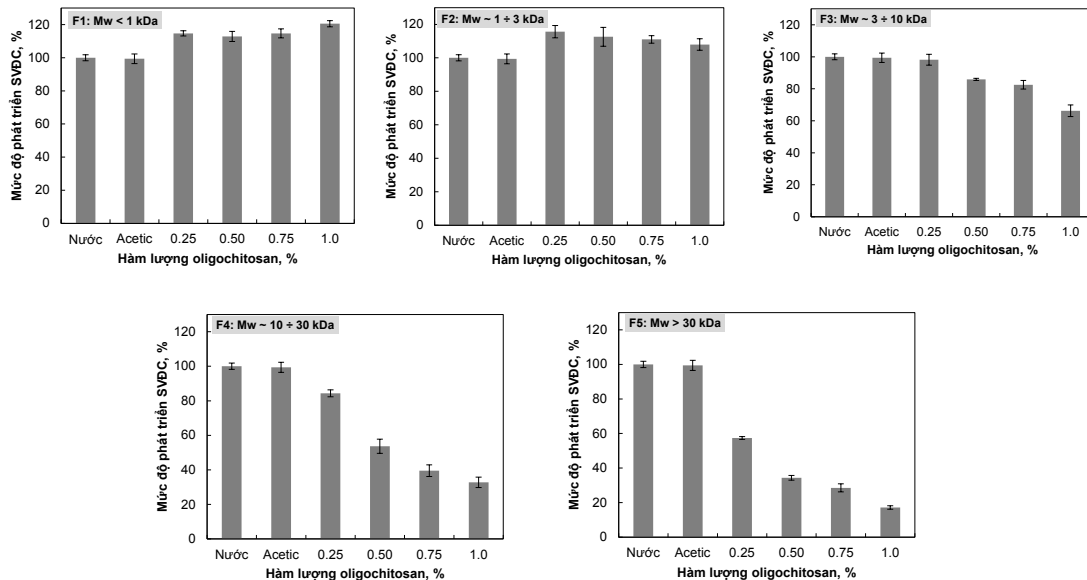 F1: Mw < 1 kDa
Mức độ phát triển SVĐC, %
120
100
80
60
40
20
0
Nước Acetic 0.25 0.50 0.75 1.0
Hàm lượng oligochitosan, %
F2: Mw ~ 1 ÷ 3 kDa
Mức độ phát triển SVĐC, %
120
100
80
60
40
20
0
Nước Acetic 0.25 0.50 0.75 1.0
Hàm lượng oligochitosan, %
F3: Mw ~ 3 ÷ 10 kDa
Mức độ phát triển SVĐC, %
120
100
80
60
40
20
0
Nước Acetic 0.25 0.50 0.75 1.0
Hàm lượng oligochitosan, %
F4: Mw ~ 10 ÷ 30 kDa
Mức độ phát triển SVĐC, %
120
100
80
60
40
20
0
Nước Acetic 0.25 0.50 0.75 1.0
Hàm lượng oligochitosan, %
F5: Mw > 30 kDa
Mức độ phát triển SVĐC, %
120
100
80
60
40
20
0
Nước Acetic 0.25 0.50 0.75 1.0
Hàm lượng oligochitosan, %